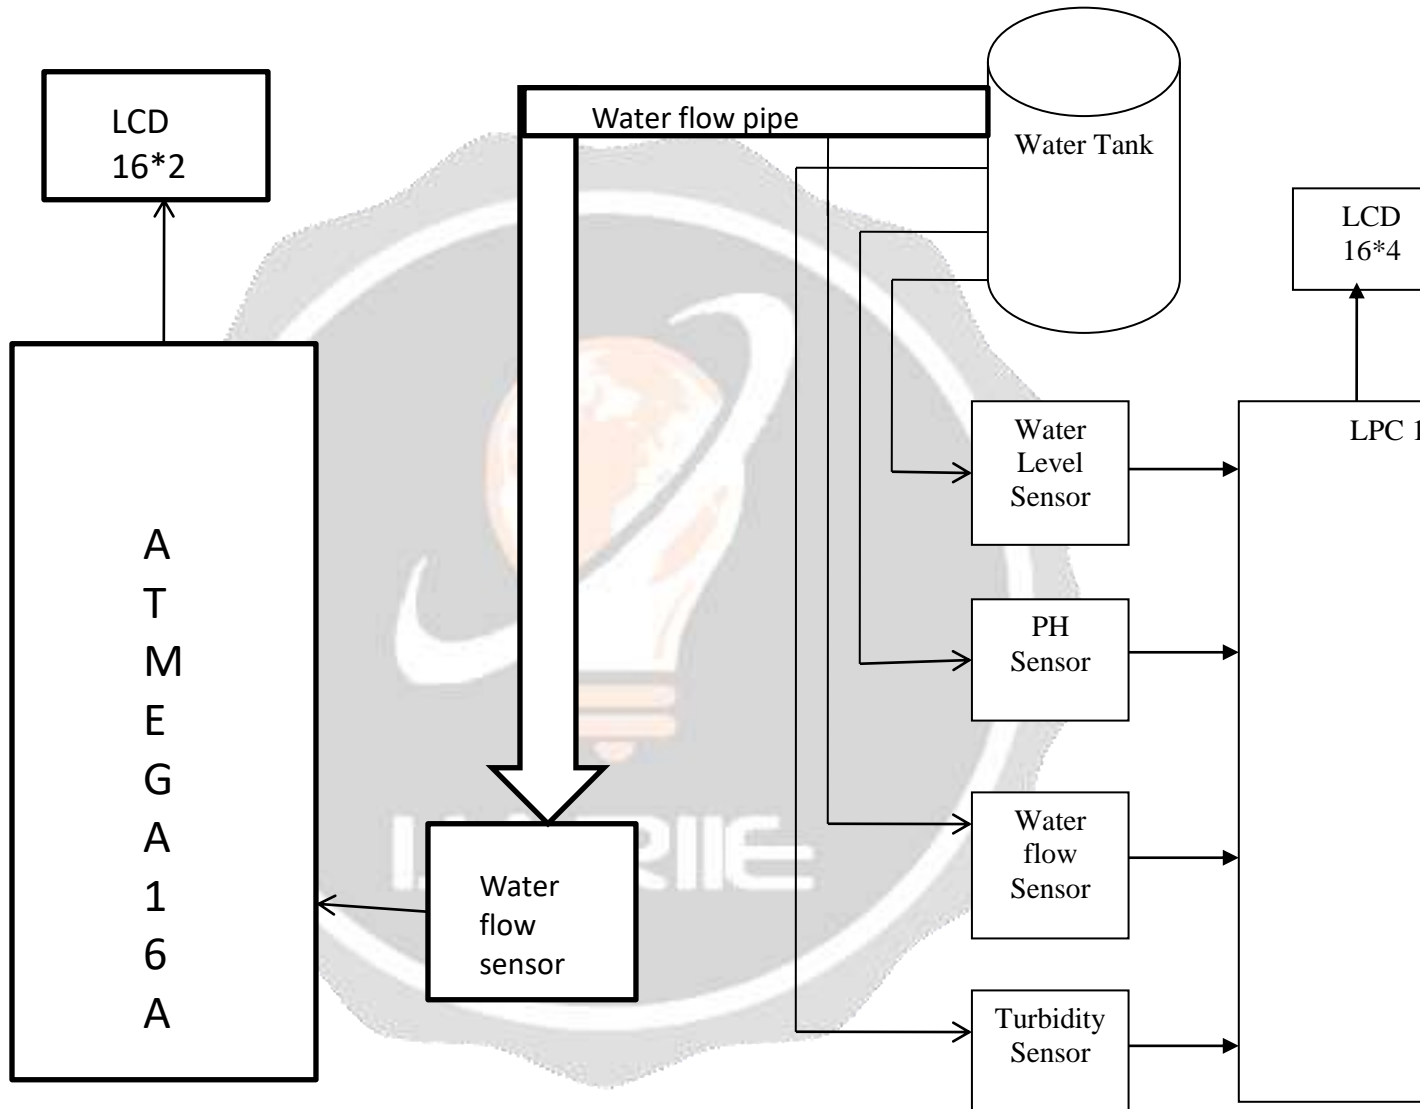 LCD
16*2
Water flow pipe
Water Tank
LCD
16*4
A
T
M
E
G
A
1
6
A
Water
flow
sensor
Water
Level
Sensor
PH
Sensor
Water
flow
Sensor
Turbidity
Sensor
LPC 1